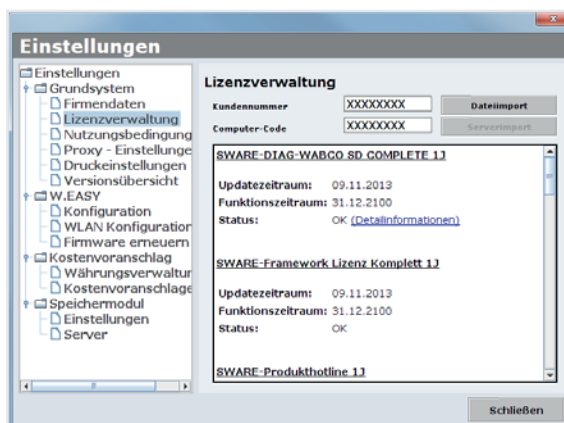 Einstellungen
Einstellungen
Grundsystem
Firmendaten
Lizenzverwaltung
Nutzungsbedingung
Proxy - Einstellunge
Druckeinstellungen
Versionsübersicht
W.EASY
Konfiguration
WLAN Konfiguration
Firmware erneuern
Kostenvoranschlag
Währungsverwaltur
Kostenvoranschlage
Speichermodul
Einstellungen
Server
Lizenzverwaltung
Kundennummer XXXXXXXX Dateiimport
Computer-Code XXXXXXXX Serverimport
SWARE-DIAG-WABCO SD COMPLETE 1J
Updatezeitraum: 09.11.2013
Funktionszeitraum: 31.12.2100
Status: OK (Detailinformationen)
SWARE-Framework Lizenz Komplett 1J
Updatezeitraum: 09.11.2013
Funktionszeitraum: 31.12.2100
Status: OK
SWARE-Produkthotline 1J
Schließen